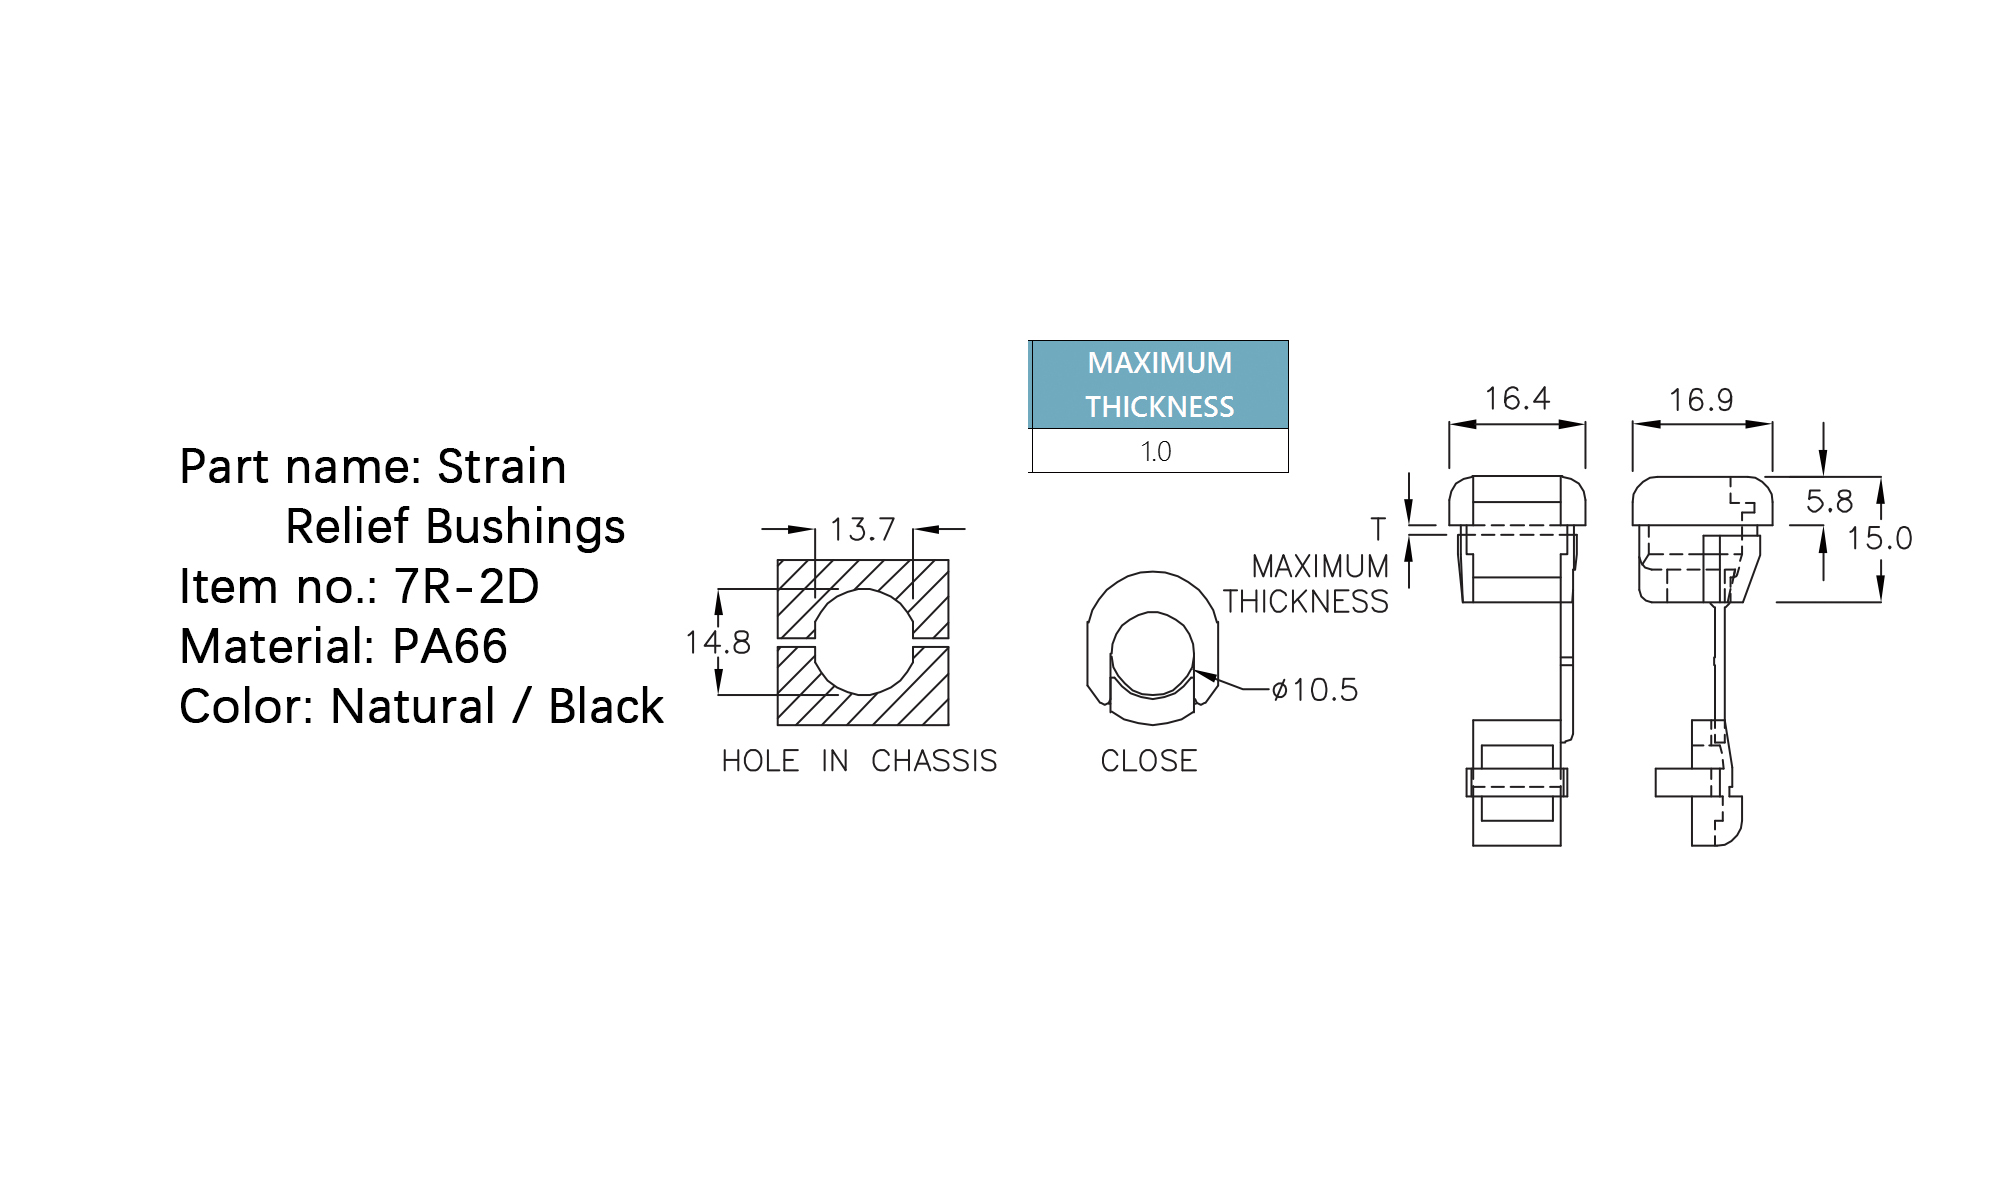 Part name: Strain
Relief Bushings
Item no.: 7R-2D
Material: PA66
Color: Natural / Black
13.7
14.8
HOLE IN CHASSIS
MAXIMUM
THICKNESS
1.0
CLOSE
ø10.5
T
MAXIMUM
THICKNESS
16.4
16.9
5.8
15.0